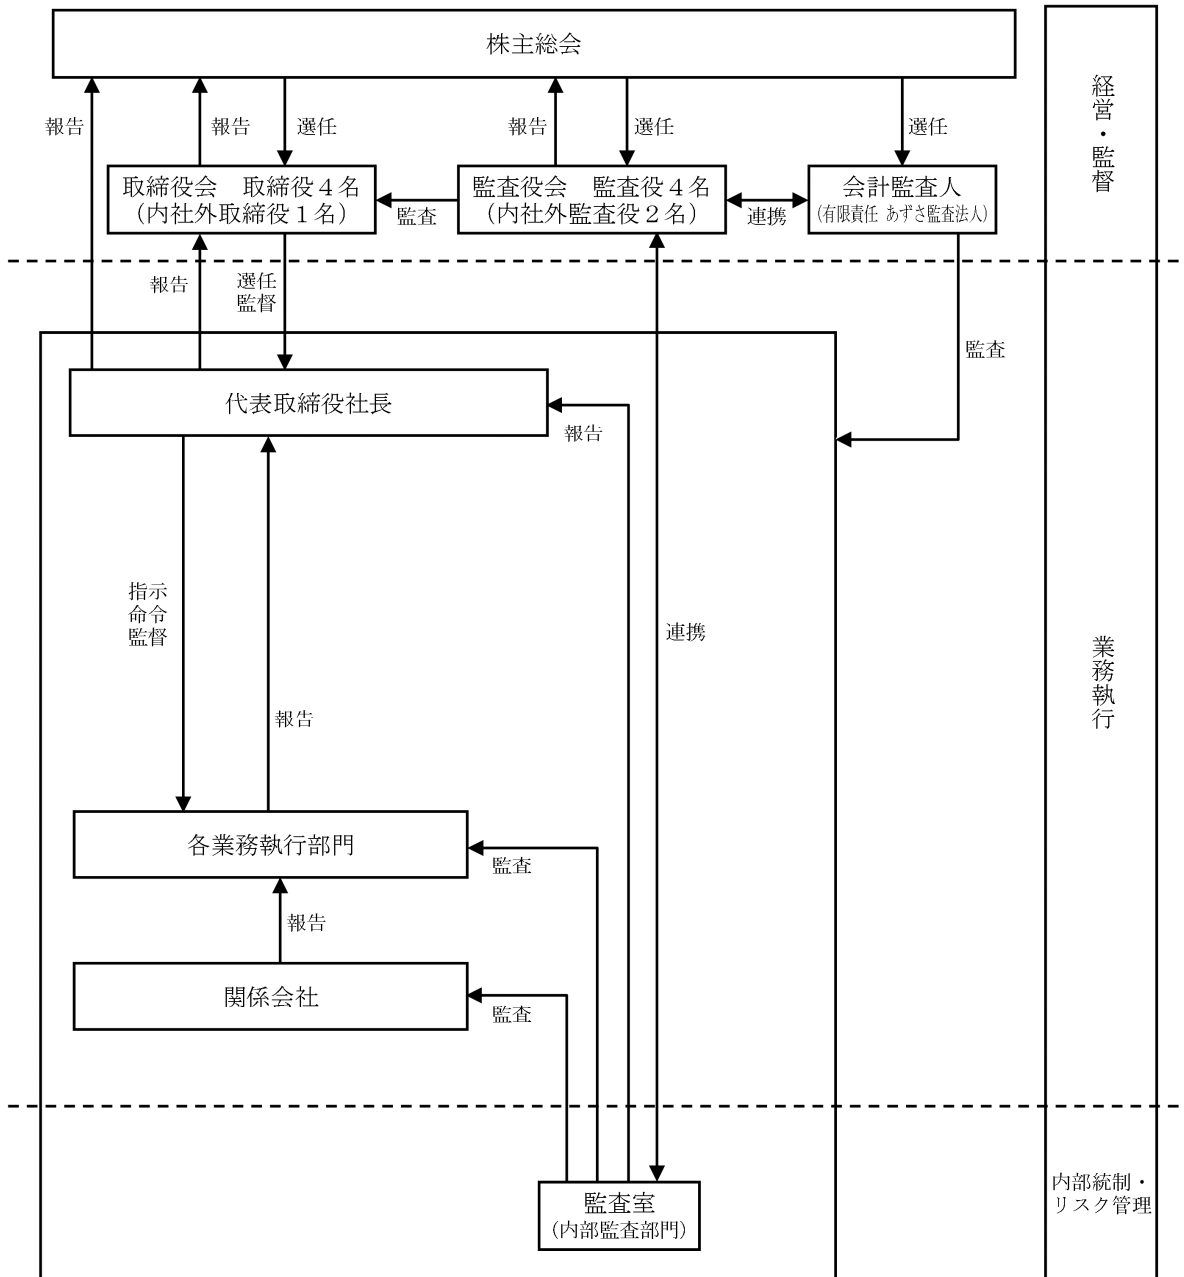 株主総会
経営・監督
報告
報告
選任
報告
選任
選任
取締役会　取締役４名
（内社外取締役１名）
監査
監査役会　監査役４名
（内社外監査役２名）
連携
会計監査人
（有限責任 あずさ監査法人）
報告
選任
監督
監査
代表取締役社長
報告
指示
命令
監督
連携
業務執行
報告
各業務執行部門
監査
報告
関係会社
監査
監査室
（内部監査部門）
内部統制・
リスク管理